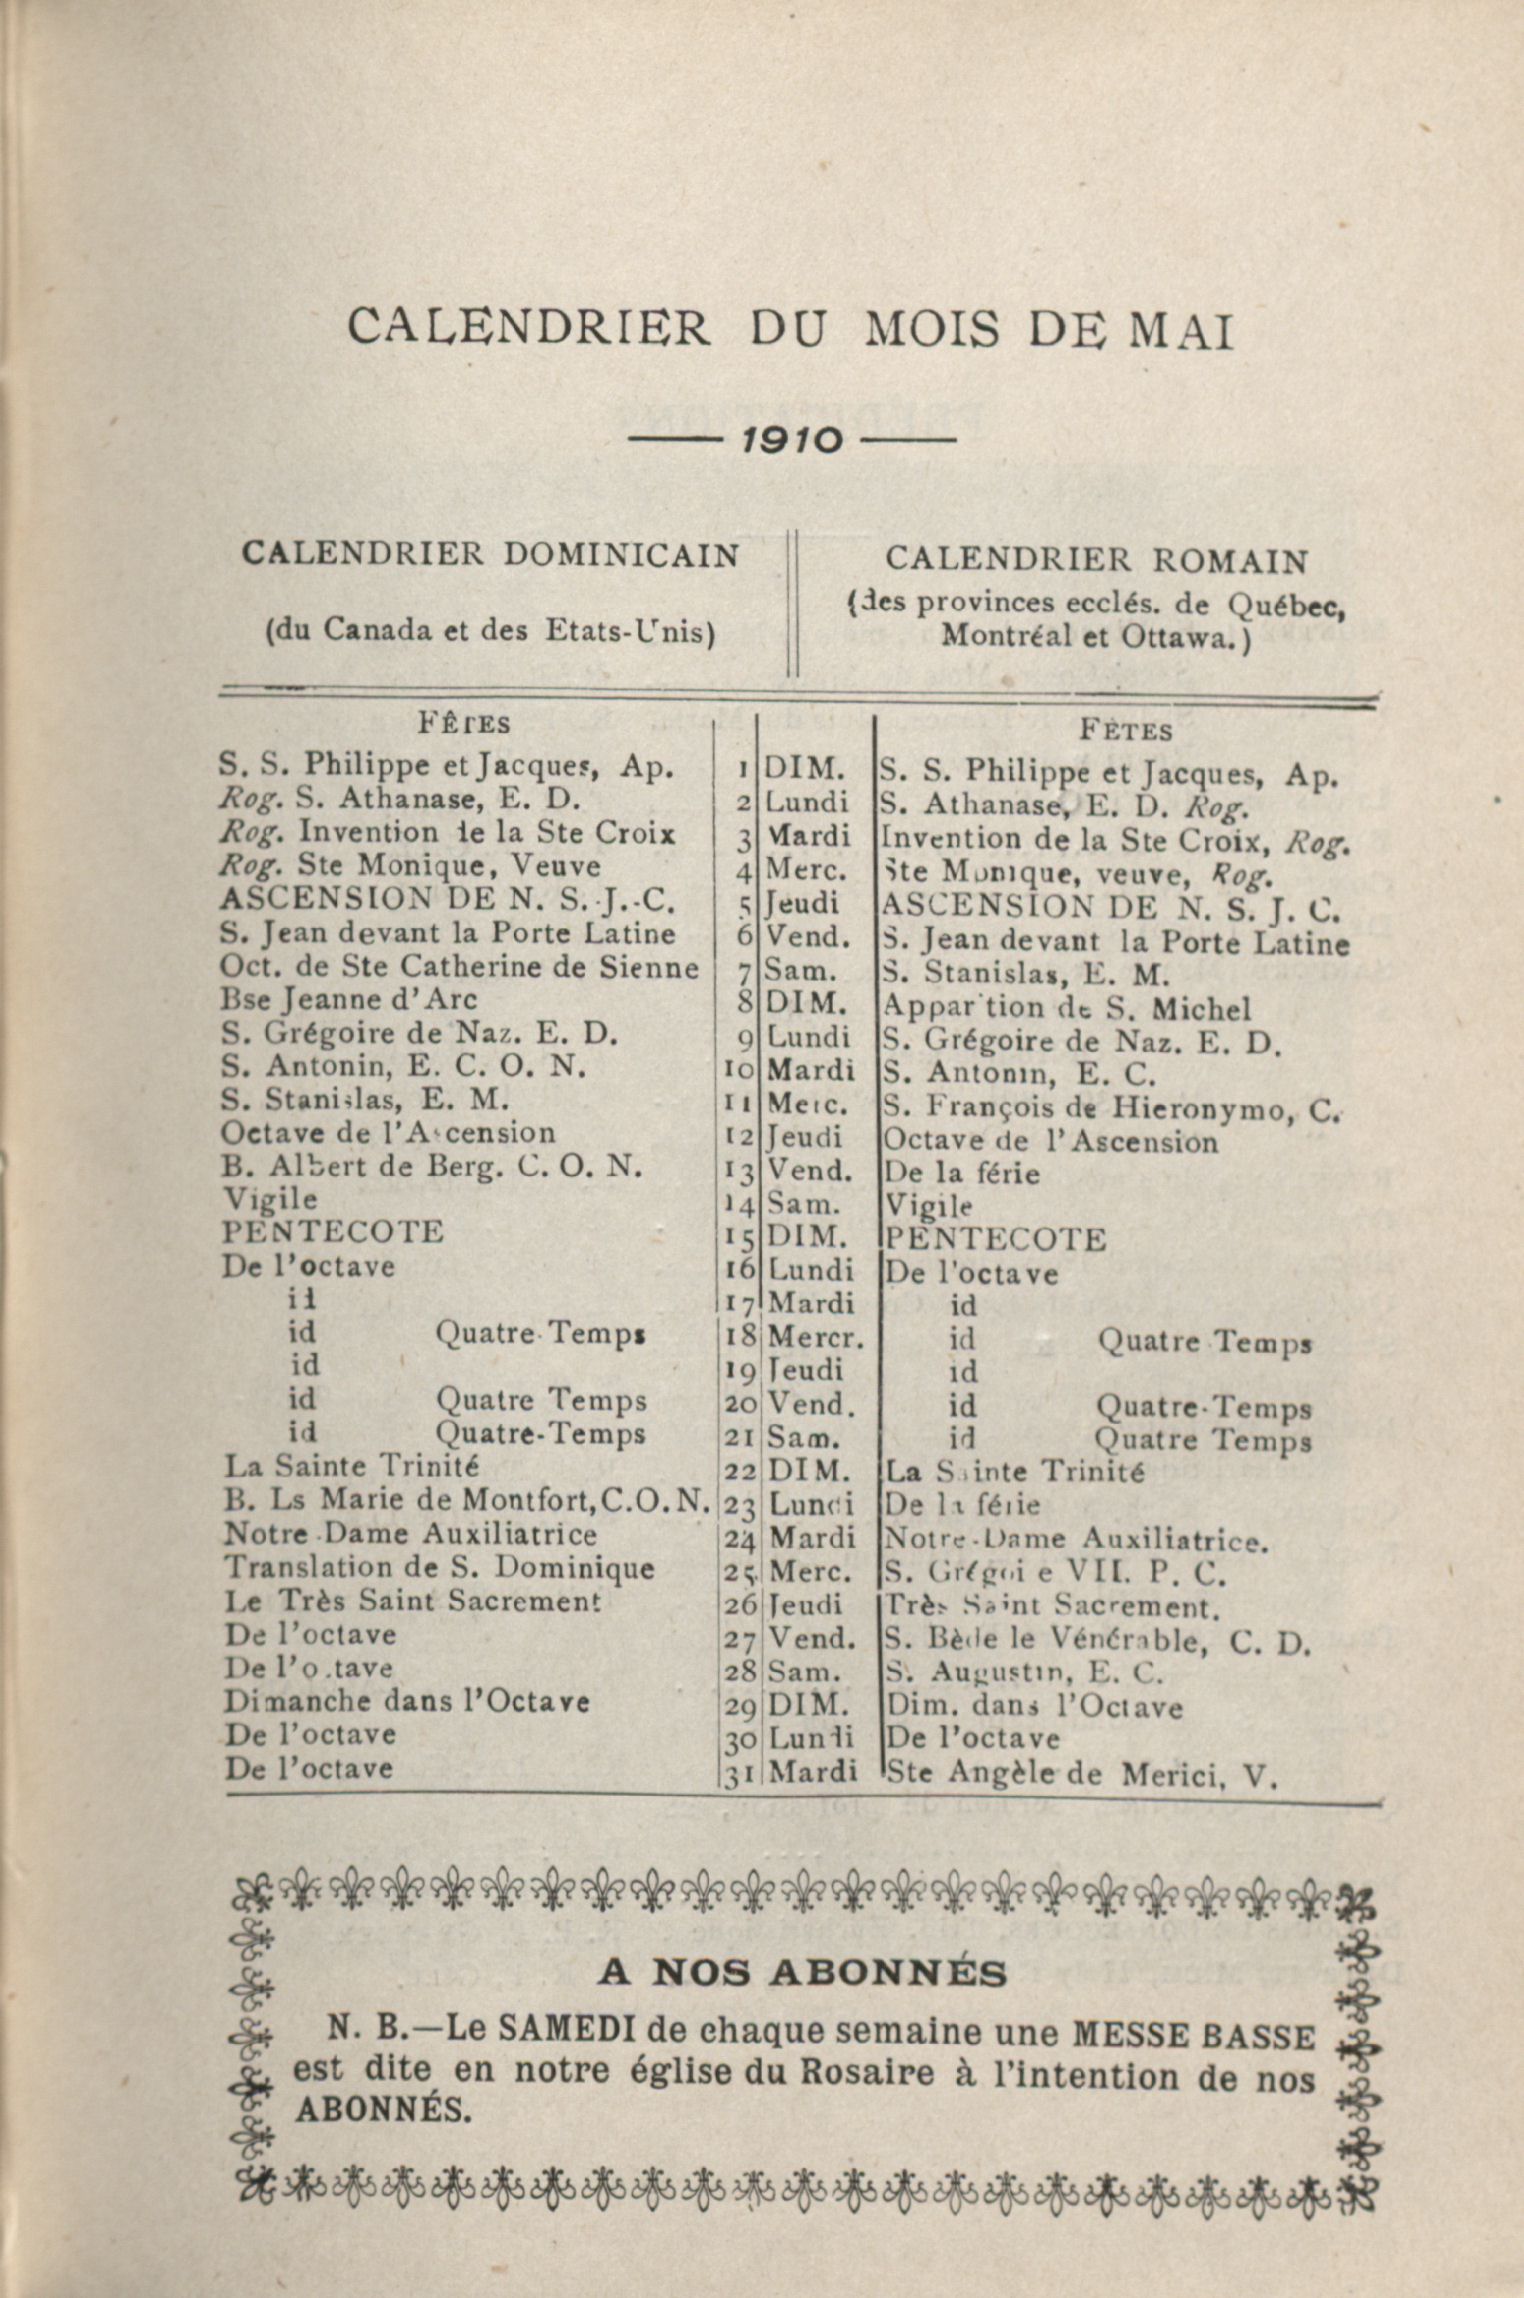 CALENDRIER DU MOIS DE MAI
1910
CALENDRIER DOMINICAIN
(du Canada et des Etats-Unis)
CALENDRIER ROMAIN
(des provinces ecclés. de Québec,
Montréal et Ottawa.)
FÊTES FÊTES
S. S. Philippe et Jacques, Ap. 1 DIM. S. S. Philippe et Jacques, Ap.
Rog. S. Athanase, E. D. 2 Lundi S. Athanase, E. D. Rog.
Rog. Invention de la Ste Croix 3 Mardi Invention de la Ste Croix, Rog.
Rog. Ste Monique, Veuve 4 Merc. Ste Monique, veuve, Rog.
ASCENSION DE N. S. J.-C. 5 Jeudi ASCENSION DE N. S. J. C.
S. Jean devant la Porte Latine 6 Vend. S. Jean devant la Porte Latine
Oct. de Ste Catherine de Sienne 7 Sam. S. Stanislas, E. M.
Bse Jeanne d'Arc 8 DIM. Apparition de S. Michel
S. Grégoire de Naz. E. D. 9 Lundi S. Grégoire de Naz. E. D.
S. Antonin, E. C. O. N. 10 Mardi S. Antonin, E. C.
S. Stanislas, E. M. 11 Merc. S. François de Hieronymo, C.
Octave de l'Ascension 12 Jeudi Octave de l'Ascension
B. Albert de Berg. C. O. N. 13 Vend. De la férie
Vigile 14 Sam. Vigile
PENTECOTE 15 DIM. PENTECOTE
De l'octave 16 Lundi De l'octave
id 17 Mardi id
id Quatre-Temps 18 Mercr. id Quatre-Temps
id 19 Jeudi id
id Quatre Temps 20 Vend. id Quatre-Temps
id Quatre-Temps 21 Sam. id Quatre Temps
La Sainte Trinité 22 DIM. La Sainte Trinité
B. Ls Marie de Montfort, C. O. N. 23 Lundi De la férie
Notre-Dame Auxiliatrice 24 Mardi Notre-Dame Auxiliatrice.
Translation de S. Dominique 25 Merc. S. Grégoire VII. P. C.
Le Très Saint Sacrement 26 Jeudi Très Saint Sacrement.
De l'octave 27 Vend. S. Bède le Vénérable, C. D.
De l'octave 28 Sam. S. Augustin, E. C.
Dimanche dans l'Octave 29 DIM. Dim. dans l'Octave
De l'octave 30 Lundi De l'octave
De l'octave 31 Mardi Ste Angèle de Merici, V.
A NOS ABONNÉS
N. B.—Le SAMEDI de chaque semaine une MESSE BASSE
est dite en notre église du Rosaire à l'intention de nos
ABONNÉS.